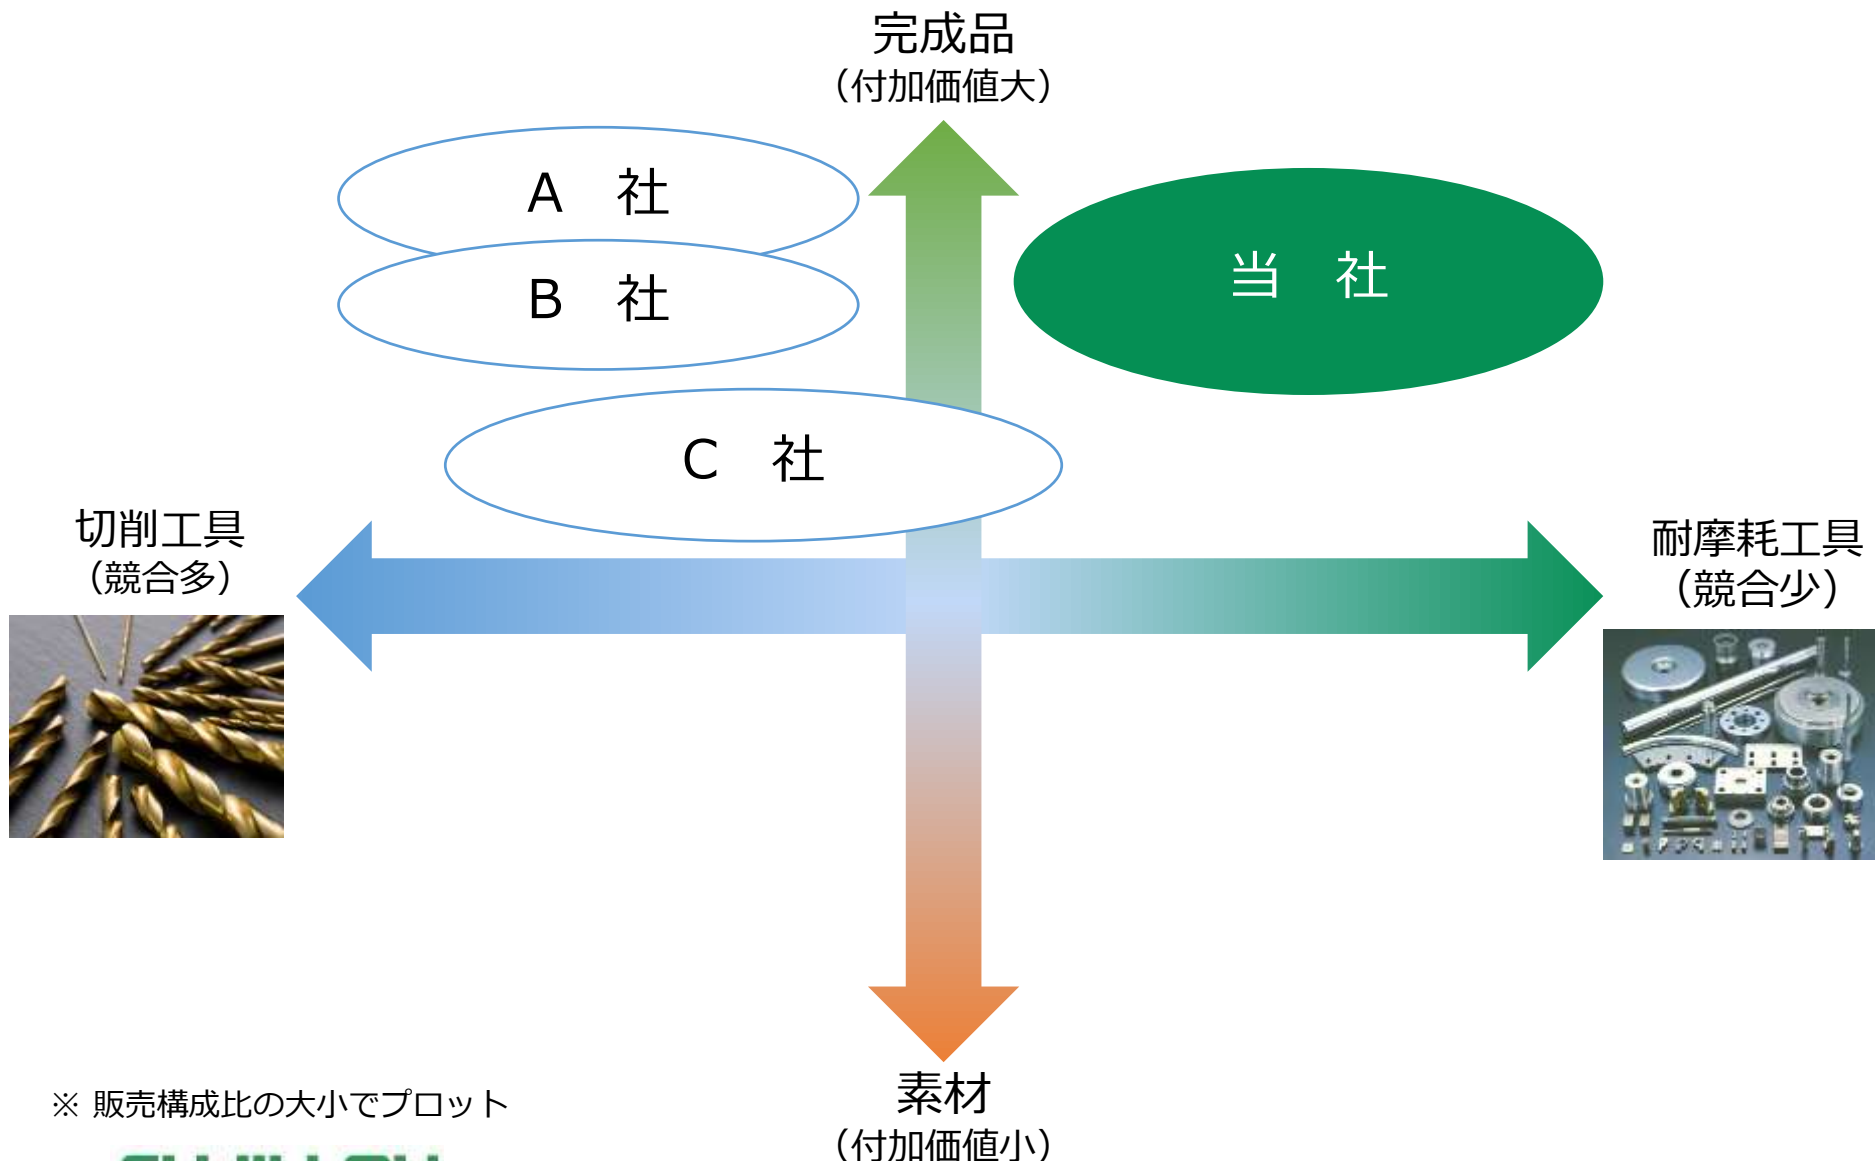 完成品
（付加価値大）
A 社
B 社
当 社
C 社
切削工具
（競合多）
耐摩耗工具
（競合少）
※ 販売構成比の大小でプロット
素材
（付加価値小）